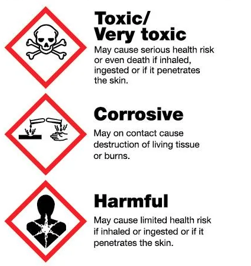 Toxic/
Very toxic
May cause serious health risk
or even death if inhaled,
ingested or if it penetrates
the skin.
Corrosive
May on contact cause
destruction of living tissue
or burns.
Harmful
May cause limited health risk
if inhaled or ingested or if it
penetrates the skin.